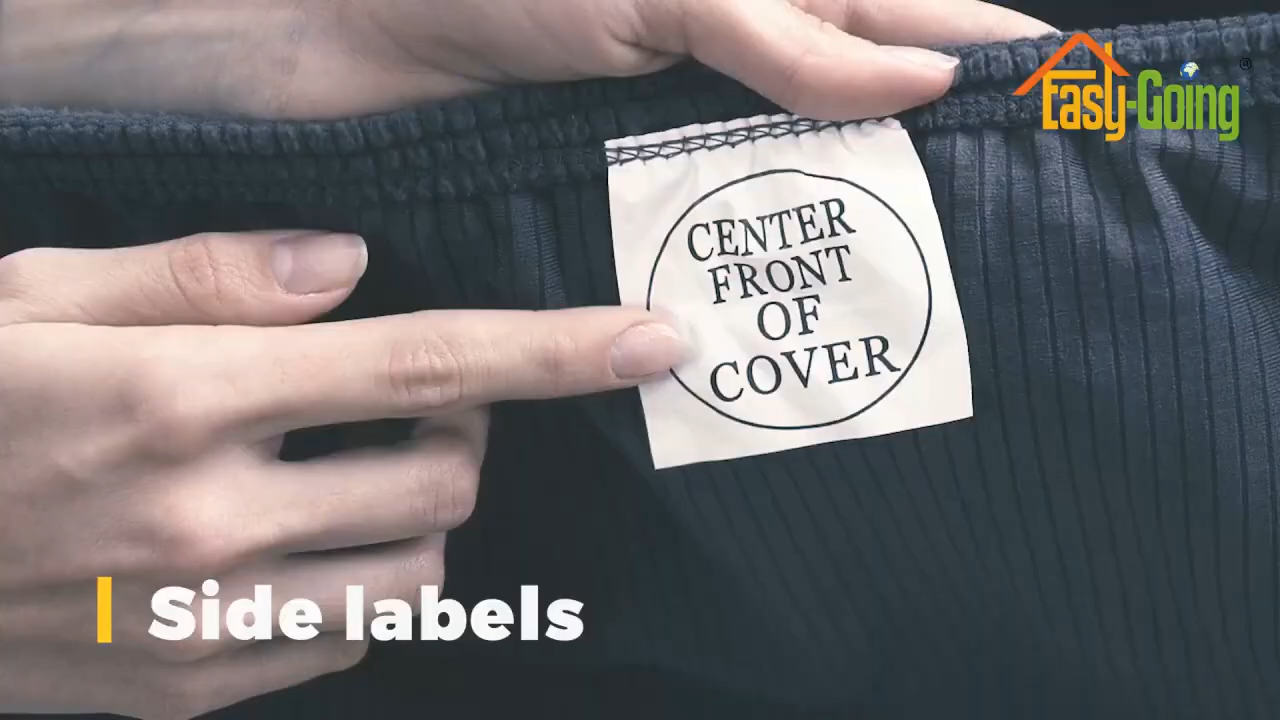 Easy-Going ®
CENTER
FRONT
OF
COVER
Side labels